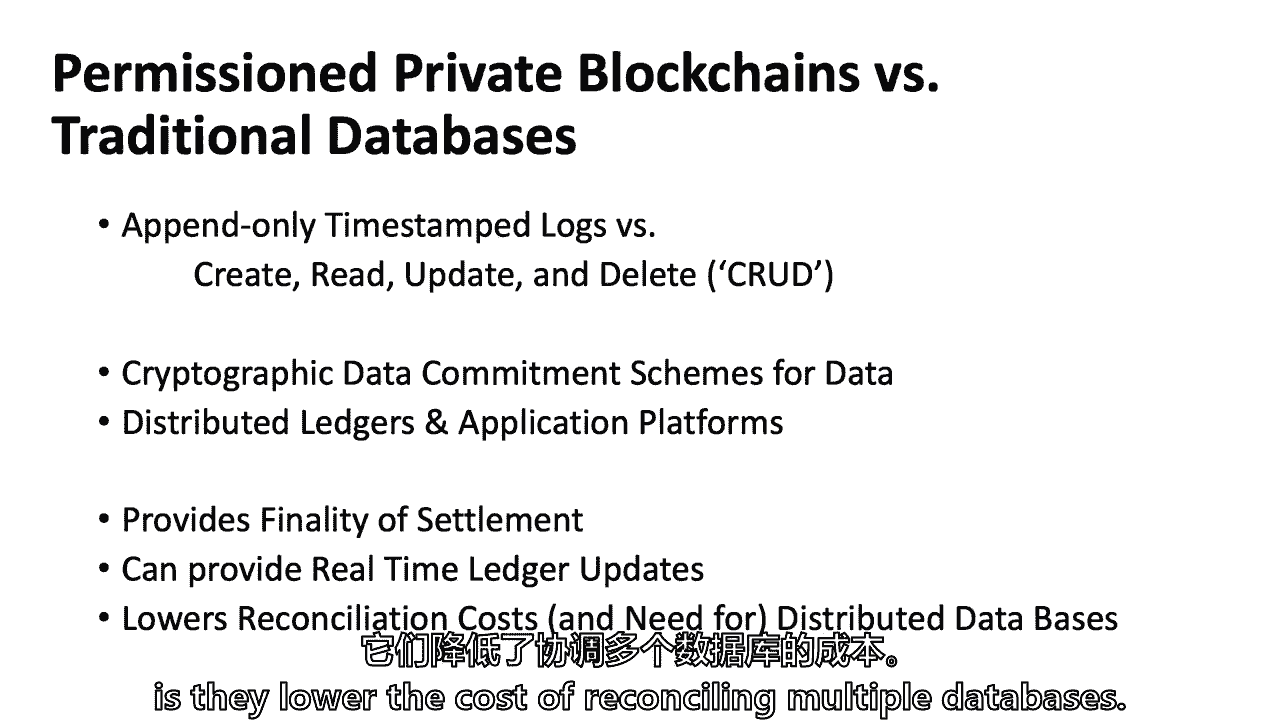 Permissioned Private Blockchains vs.
Traditional Databases
• Append-only Timestamped Logs vs.
Create, Read, Update, and Delete (‘CRUD’)
• Cryptographic Data Commitment Schemes for Data
• Distributed Ledgers & Application Platforms
• Provides Finality of Settlement
• Can provide Real Time Ledger Updates
• Lowers Reconciliation Costs (and Need for) Distributed Data Bases
它们降低了协调多个数据库的成本。
is they lower the cost of reconciling multiple databases.